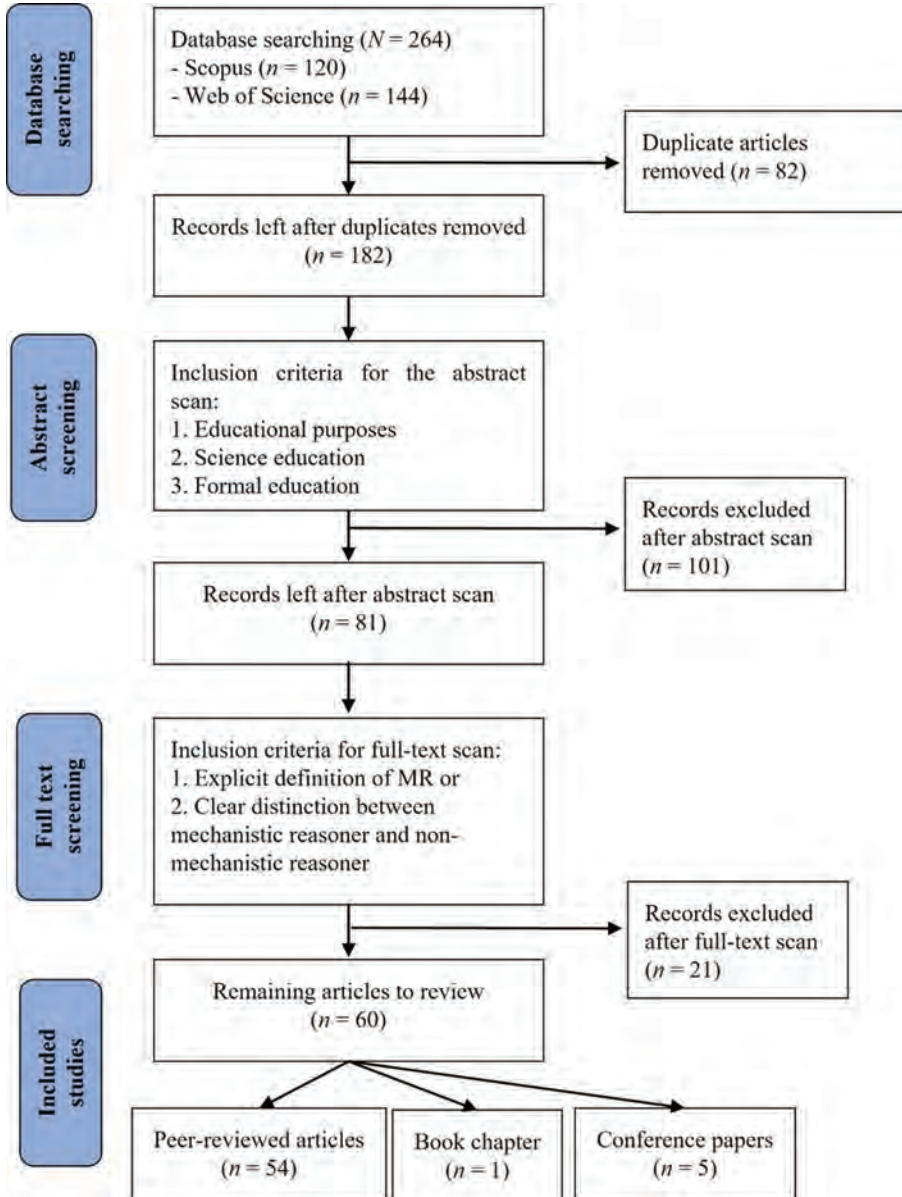 Database
searching
Database searching (N = 264)
- Scopus (n = 120)
- Web of Science (n = 144)
Duplicate articles
removed (n = 82)
Records left after duplicates removed
(n = 182)
Abstract
screening
Inclusion criteria for the abstract
scan:
1. Educational purposes
2. Science education
3. Formal education
Records excluded
after abstract scan
(n = 101)
Records left after abstract scan
(n = 81)
Full text
screening
Inclusion criteria for full-text scan:
1. Explicit definition of MR or
2. Clear distinction between
mechanistic reasoner and non-
mechanistic reasoner
Records excluded
after full-text scan
(n = 21)
Included
studies
Remaining articles to review
(n = 60)
Peer-reviewed articles
(n = 54)
Book chapter
(n = 1)
Conference papers
(n = 5)